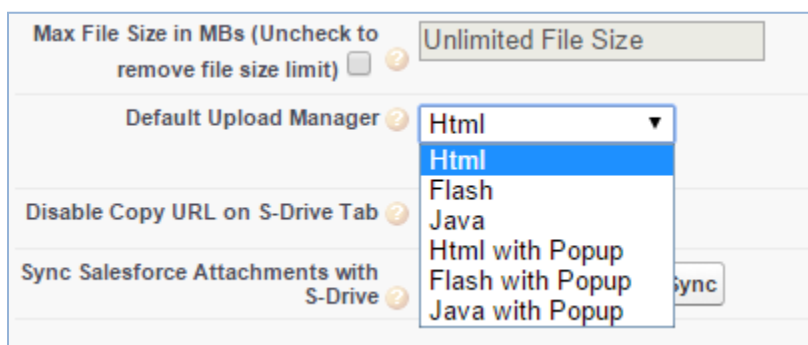 Max File Size in MBs (Uncheck to
remove file size limit)
Unlimited File Size
Default Upload Manager
Html
Html
Flash
Java
Html with Popup
Flash with Popup
Java with Popup
Disable Copy URL on S-Drive Tab
Sync Salesforce Attachments with
S-Drive
Sync